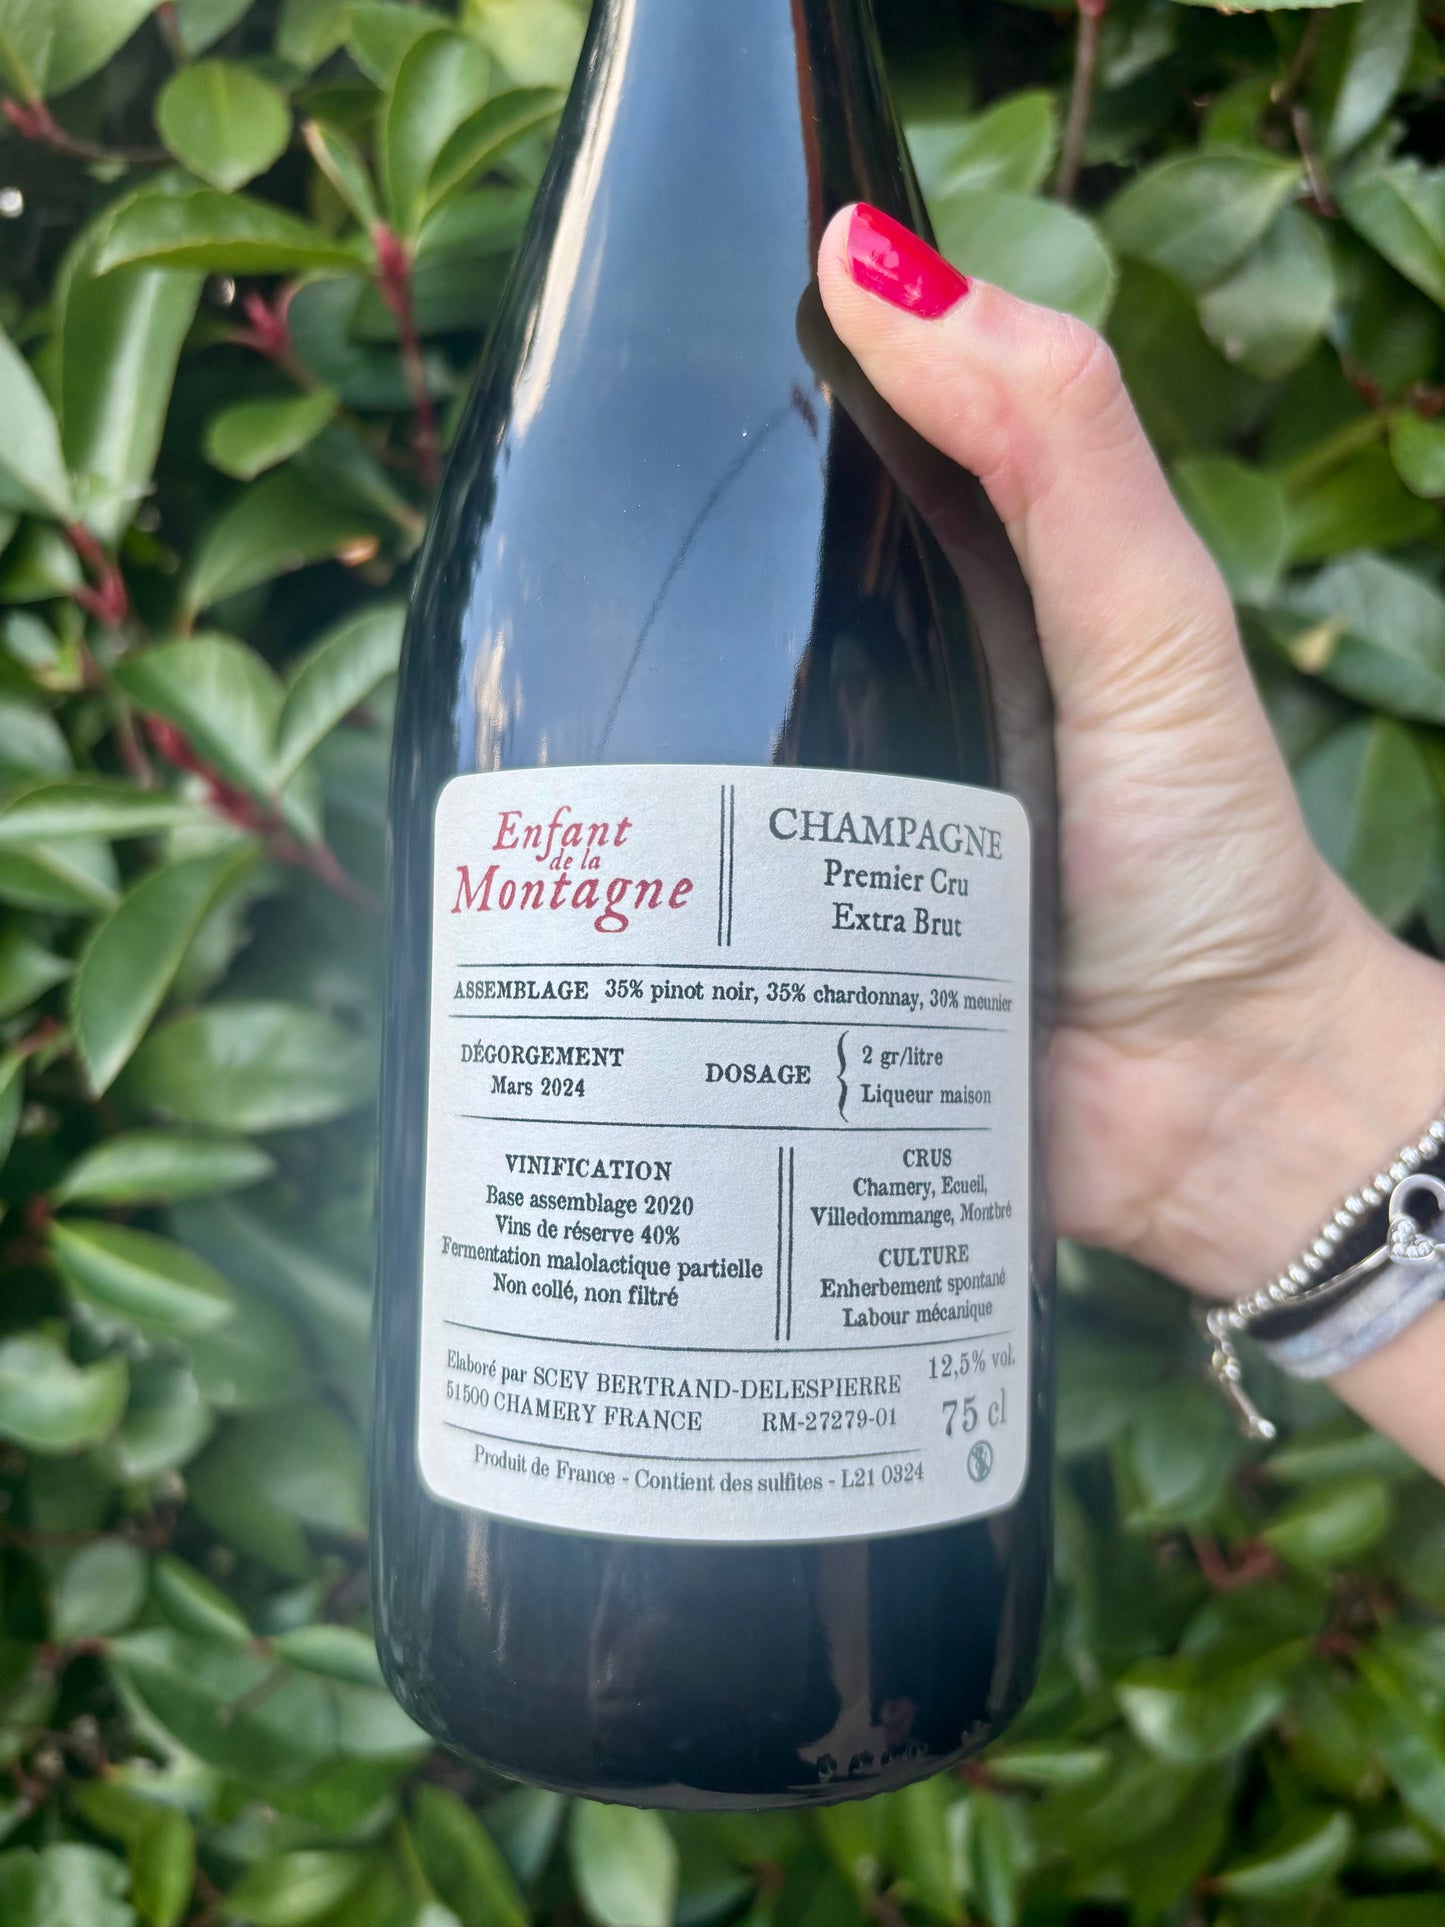 Enfant
de la
Montagne
CHAMPAGNE
Premier Cru
Extra Brut
ASSEMBLAGE 35% pinot noir, 35% chardonnay, 30% meunier
DÉGORGEMENT
Mars 2024
DOSAGE
2 gr/litre
Liqueur maison
VINIFICATION
Base assemblage 2020
Vins de réserve 40%
Fermentation malolactique partielle
Non collé, non filtré
CRUS
Chamery, Ecueil,
Villedommange, Montbré
CULTURE
Enherbement spontané
Labour mécanique
Elaboré par SCEV BERTRAND-DELESPIERRE
51500 CHAMERY FRANCE RM-27279-01
12,5% vol.
75 cl
Produit de France - Contient des sulfites - L21 0324